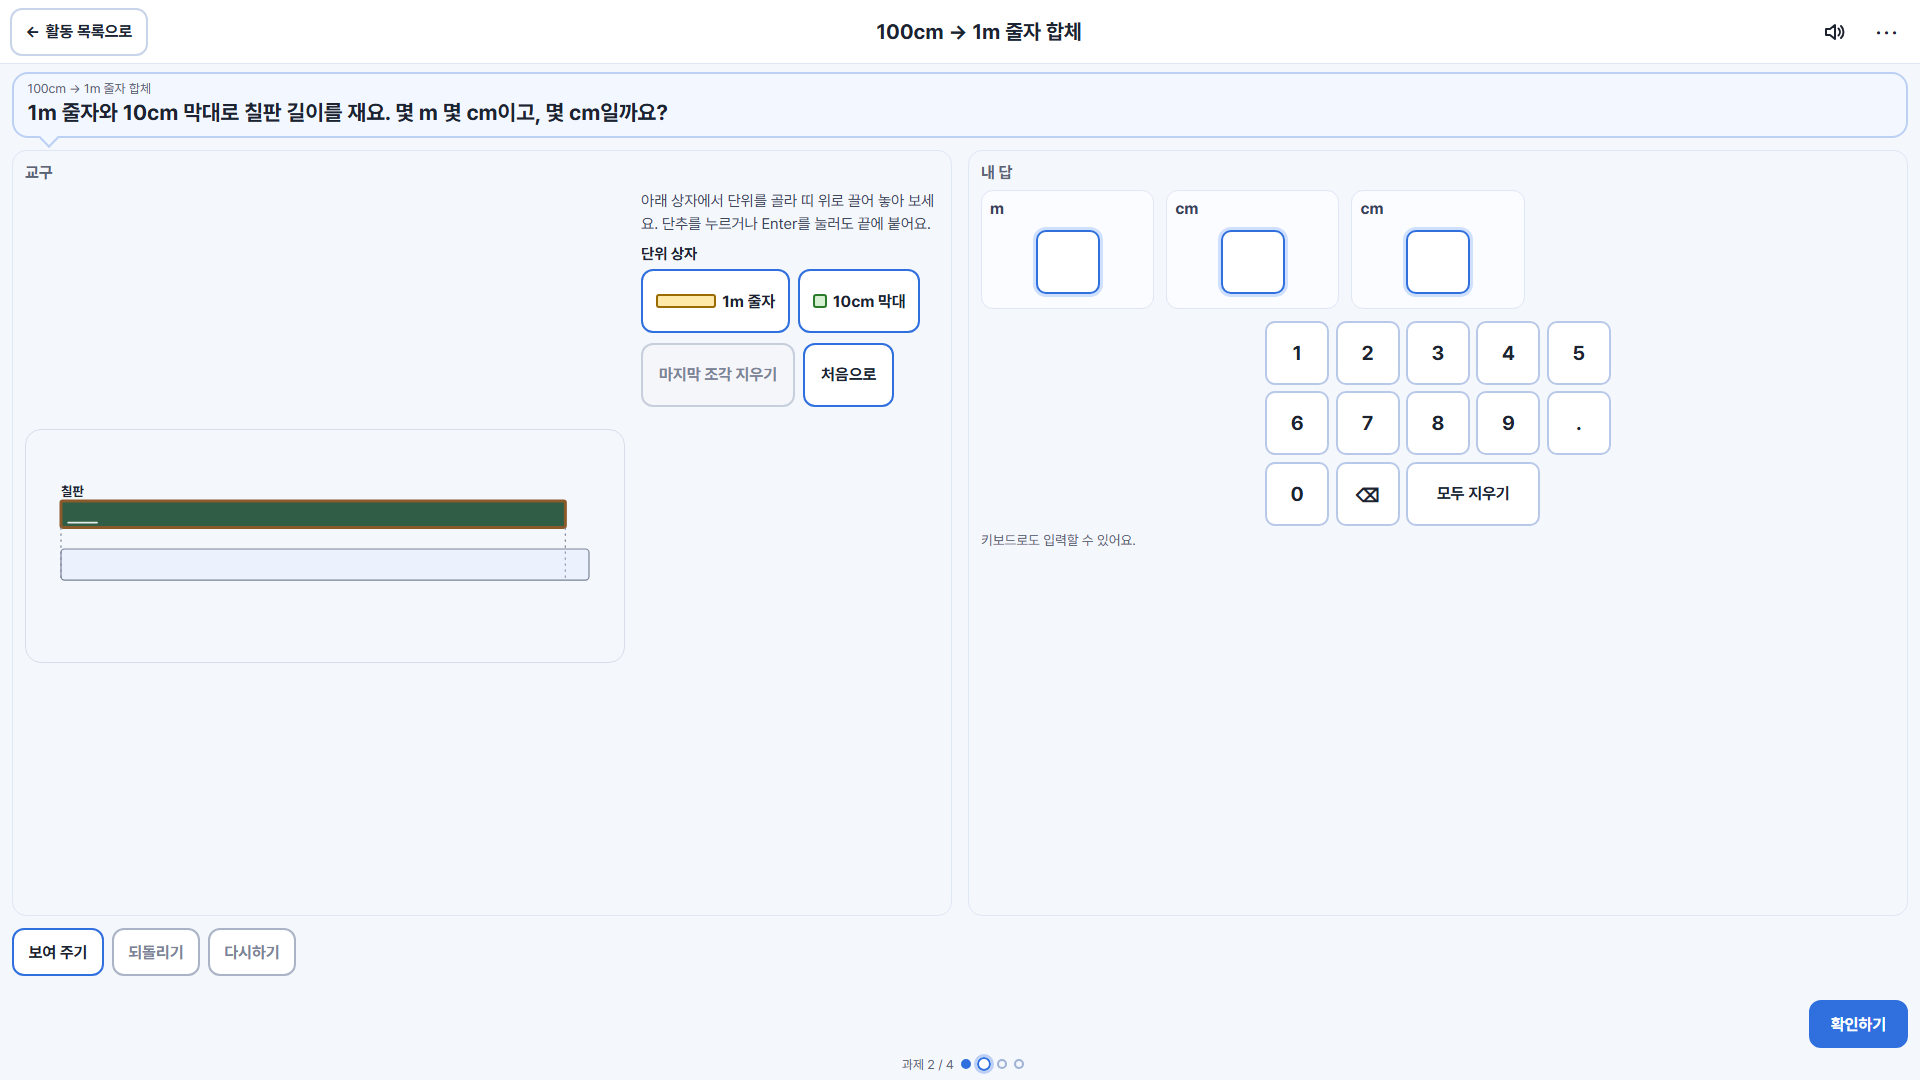 ← 활동 목록으로
100cm → 1m 줄자 합체
100cm → 1m 줄자 합체
1m 줄자와 10cm 막대로 칠판 길이를 재요. 몇 m 몇 cm이고, 몇 cm일까요?
교구
아래 상자에서 단위를 골라 띠 위로 끌어 놓아 보세
요. 단추를 누르거나 Enter를 눌러도 끝에 붙어요.
단위 상자
1m 줄자
10cm 막대
마지막 조각 지우기
처음으로
칠판
내 답
m
cm
cm
1 2 3 4 5
6 7 8 9 .
0 ⌫ 모두 지우기
키보드로도 입력할 수 있어요.
보여 주기
되돌리기
다시하기
확인하기
과제 2 / 4